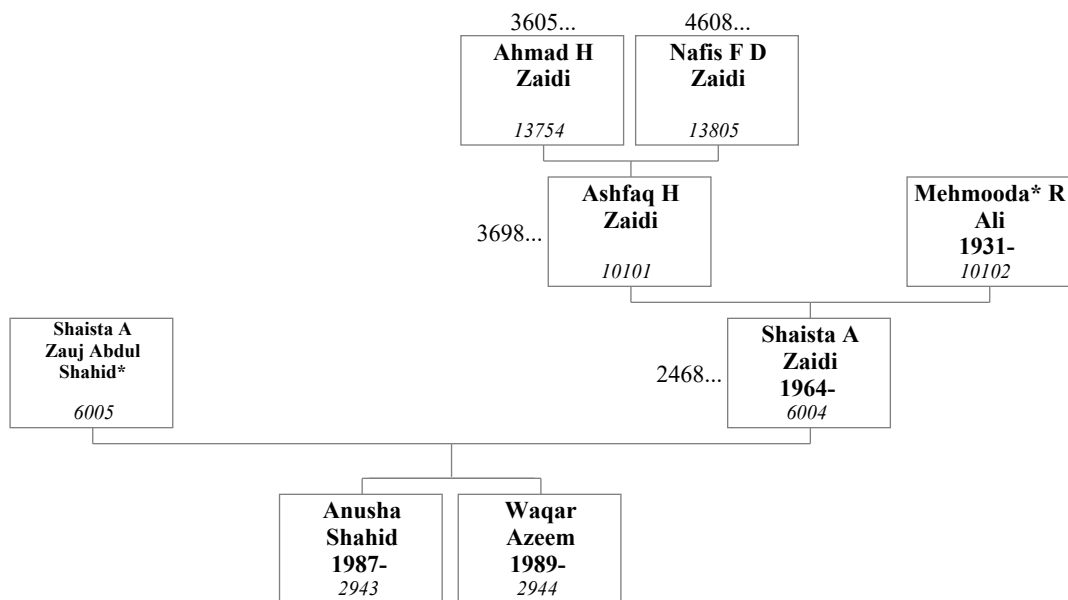 3605...
4608...
Ahmad H
Zaidi
13754
Nafis F D
Zaidi
13805
3698...
Ashfaq H
Zaidi
10101
Mehmooda* R
Ali
1931-
10102
Shaista A
Zauj Abdul
Shahid*
6005
2468...
Shaista A
Zaidi
1964-
6004
Anusha
Shahid
1987-
2943
Waqar
Azeem
1989-
2944